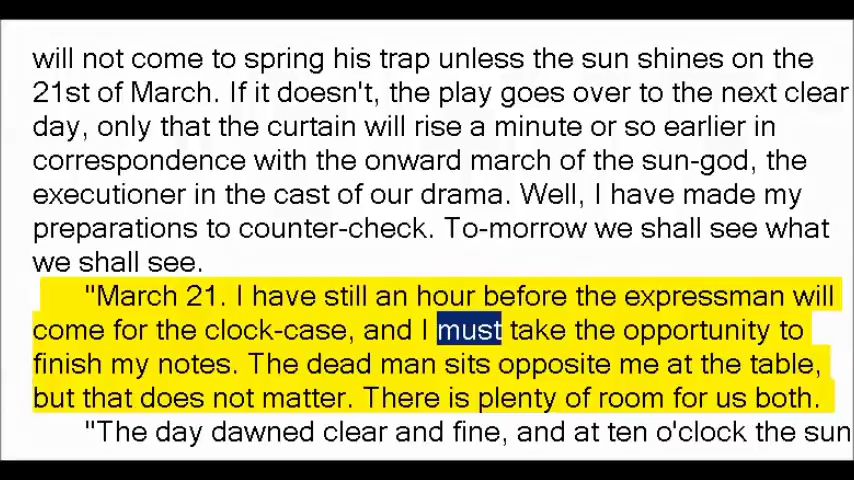 will not come to spring his trap unless the sun shines on the
21st of March. If it doesn't, the play goes over to the next clear
day, only that the curtain will rise a minute or so earlier in
correspondence with the onward march of the sun-god, the
executioner in the cast of our drama. Well, I have made my
preparations to counter-check. To-morrow we shall see what
we shall see.
"March 21. I have still an hour before the expressman will
come for the clock-case, and I must take the opportunity to
finish my notes. The dead man sits opposite me at the table,
but that does not matter. There is plenty of room for us both.
"The day dawned clear and fine, and at ten o'clock the sun